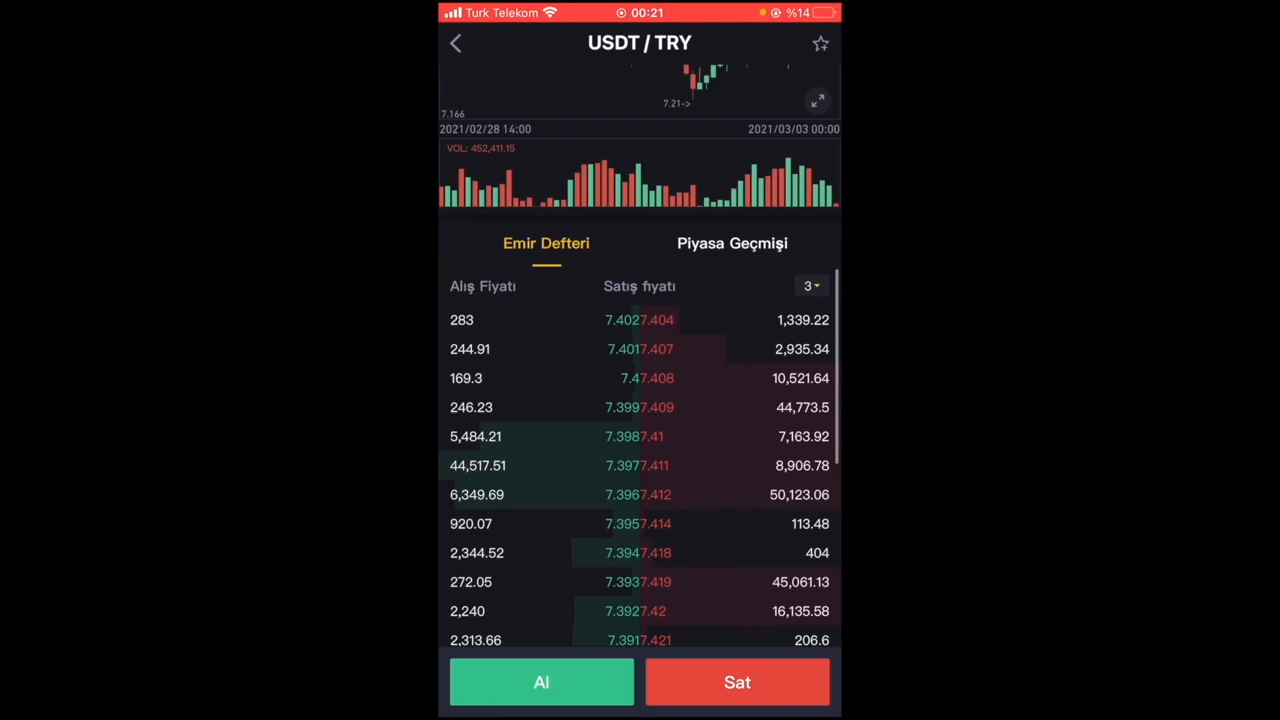 Turk Telekom 00:21 %14
USDT / TRY
7.21->
7.166
2021/02/28 14:00 2021/03/03 00:00
VOL: 452,411.15
Emir Defteri Piyasa Geçmişi
Alış Fiyatı Satış fiyatı 3
283 7.402 7.404 1,339.22
244.91 7.401 7.407 2,935.34
169.3 7.4 7.408 10,521.64
246.23 7.399 7.409 44,773.5
5,484.21 7.398 7.41 7,163.92
44,517.51 7.397 7.411 8,906.78
6,349.69 7.396 7.412 50,123.06
920.07 7.395 7.414 113.48
2,344.52 7.394 7.418 404
272.05 7.393 7.419 45,061.13
2,240 7.392 7.42 16,135.58
2,313.66 7.391 7.421 206.6
Al Sat